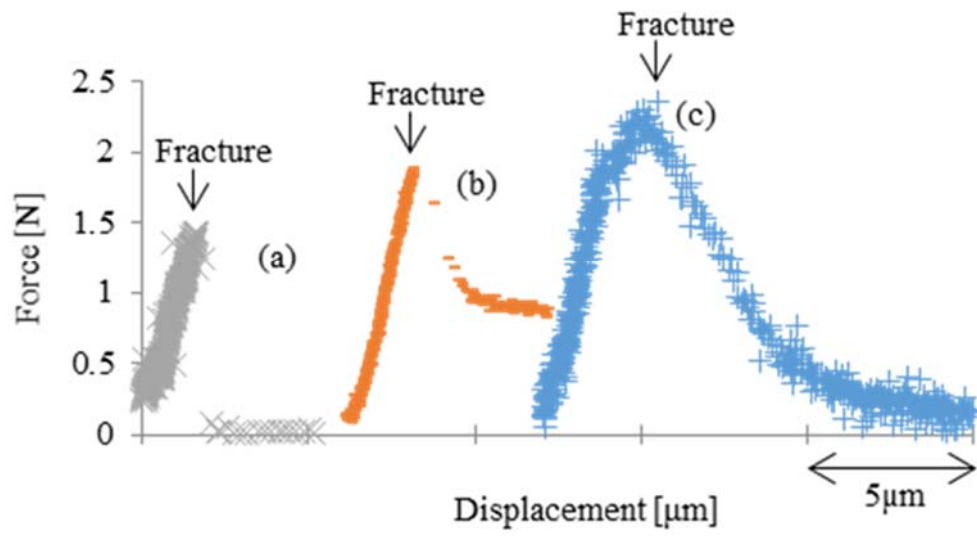 Fracture
2.5
Fracture
(c)
2
Fracture
(b)
1.5
(a)
1
0.5
0
Force [N]
5μm
Displacement [μm]